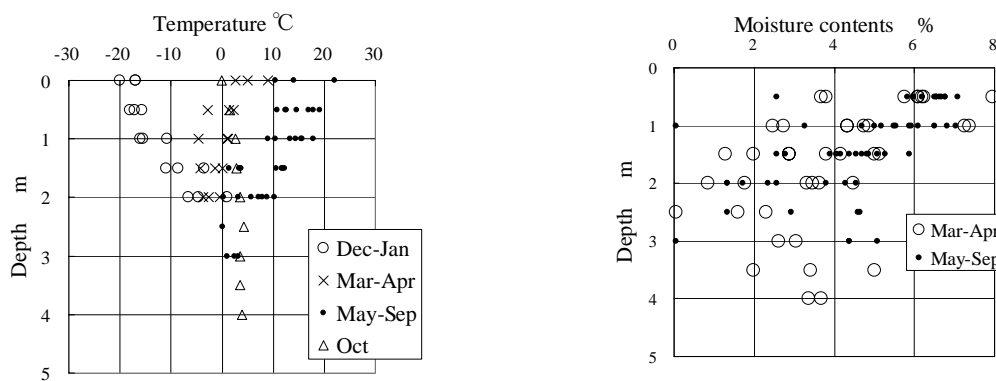 Temperature ℃
-30 -20 -10 0 10 20 30
0
1
2
3
4
5
Depth m
Dec-Jan
Mar-Apr
May-Sep
Oct
Moisture contents %
0 2 4 6 8
0
1
2
3
4
5
Depth m
Mar-Apr
May-Sep